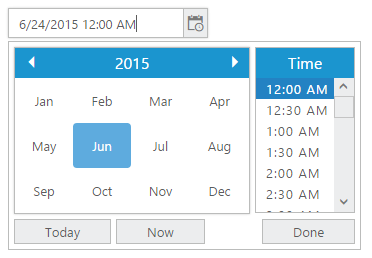 6/24/2015 12:00 AM
2015
Jan Feb Mar Apr
May Jun Jul Aug
Sep Oct Nov Dec
Time
12:00 AM
12:30 AM
1:00 AM
1:30 AM
2:00 AM
2:30 AM
Today Now Done